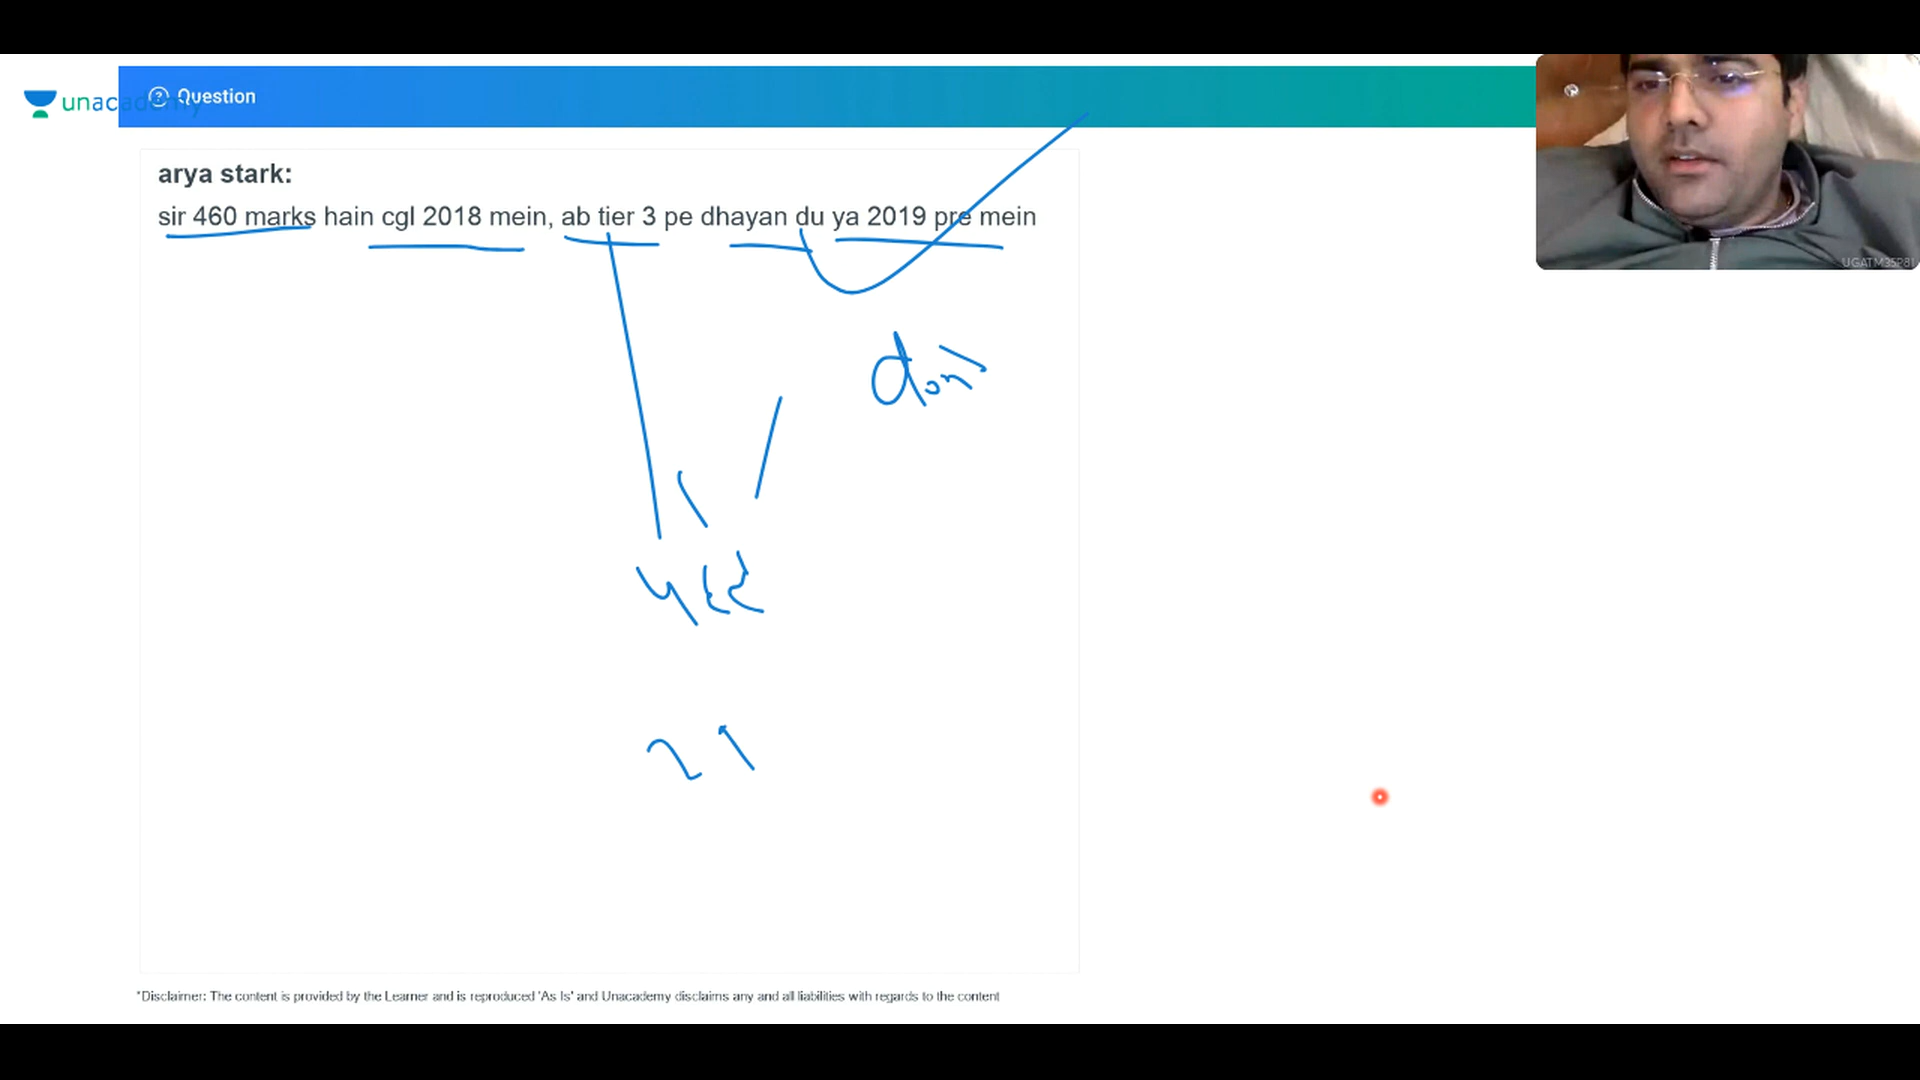 unacademy
Question
arya stark:
sir 460 marks hain cgl 2018 mein, ab tier 3 pe dhayan du ya 2019 pre mein
UGATM35P81
21
*Disclaimer: The content is provided by the Learner and is reproduced 'As Is' and Unacademy disclaims any and all liabilities with regards to the content